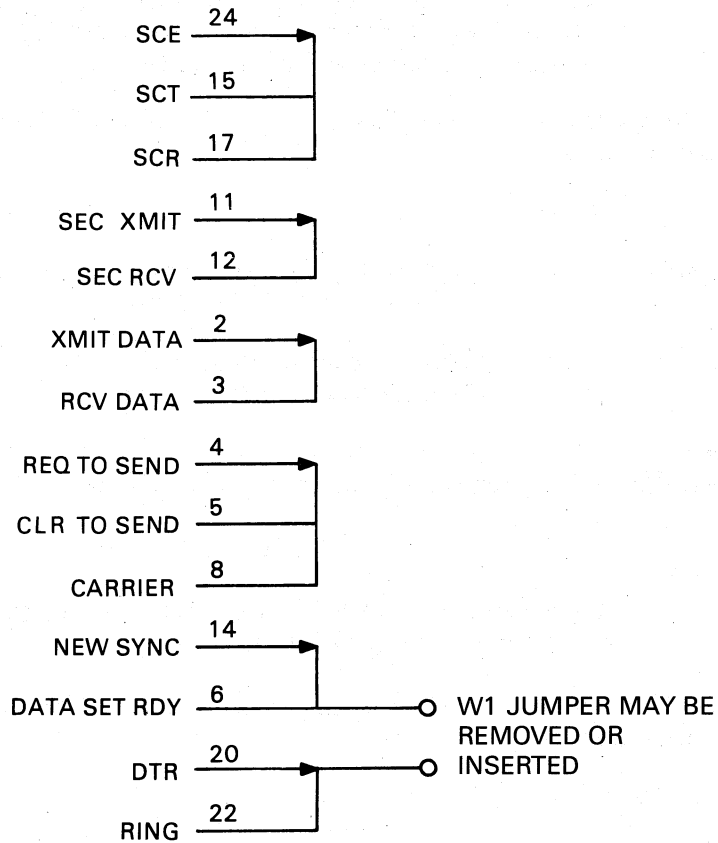 SCE 24
SCT 15
SCR 17
SEC XMIT 11
SEC RCV 12
XMIT DATA 2
RCV DATA 3
REQ TO SEND 4
CLR TO SEND 5
CARRIER 8
NEW SYNC 14
DATA SET RDY 6
W1 JUMPER MAY BE
REMOVED OR
INSERTED
DTR 20
RING 22